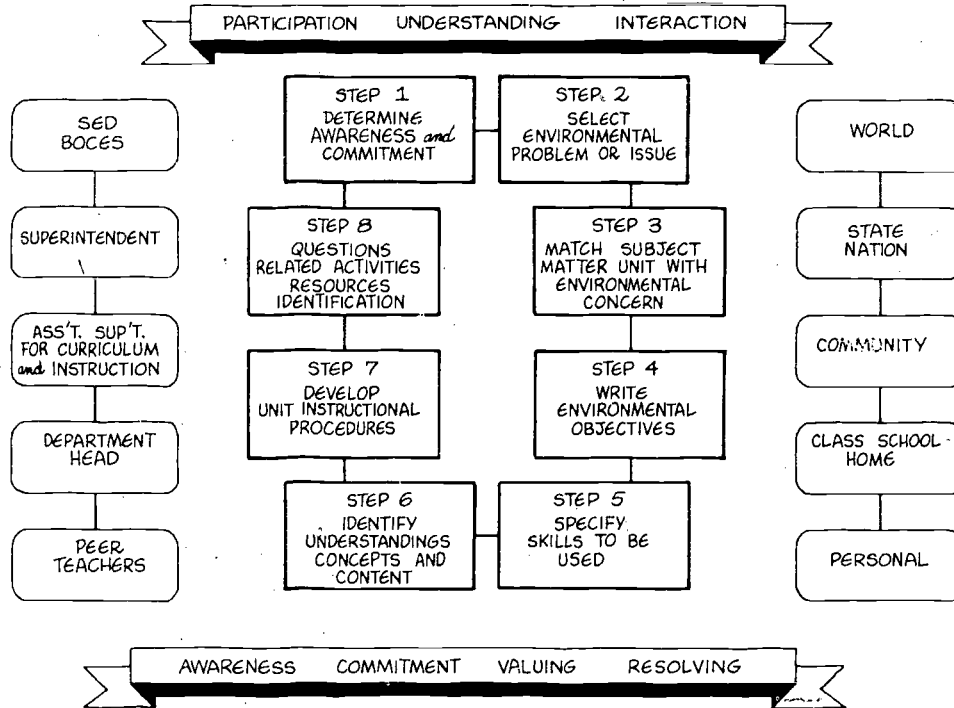 PARTICIPATION UNDERSTANDING INTERACTION
SED
BOCES
SUPERINTENDENT
ASS'T. SUP'T.
FOR CURRICULUM
and INSTRUCTION
DEPARTMENT
HEAD
PEER
TEACHERS
STEP 1
DETERMINE
AWARENESS and
COMMITMENT
STEP 2
SELECT
ENVIRONMENTAL
PROBLEM OR ISSUE
STEP 3
MATCH SUBJECT
MATTER UNIT WITH
ENVIRONMENTAL
CONCERN
STEP 4
WRITE
ENVIRONMENTAL
OBJECTIVES
STEP 5
SPECIFY
SKILLS TO BE
USED
STEP 6
IDENTIFY
UNDERSTANDINGS
CONCEPTS AND
CONTENT
STEP 7
DEVELOP
UNIT INSTRUCTIONAL
PROCEDURES
STEP 8
QUESTIONS
RELATED ACTIVITIES
RESOURCES
IDENTIFICATION
WORLD
STATE
NATION
COMMUNITY
CLASS SCHOOL
HOME
PERSONAL
AWARENESS COMMITMENT VALUING RESOLVING